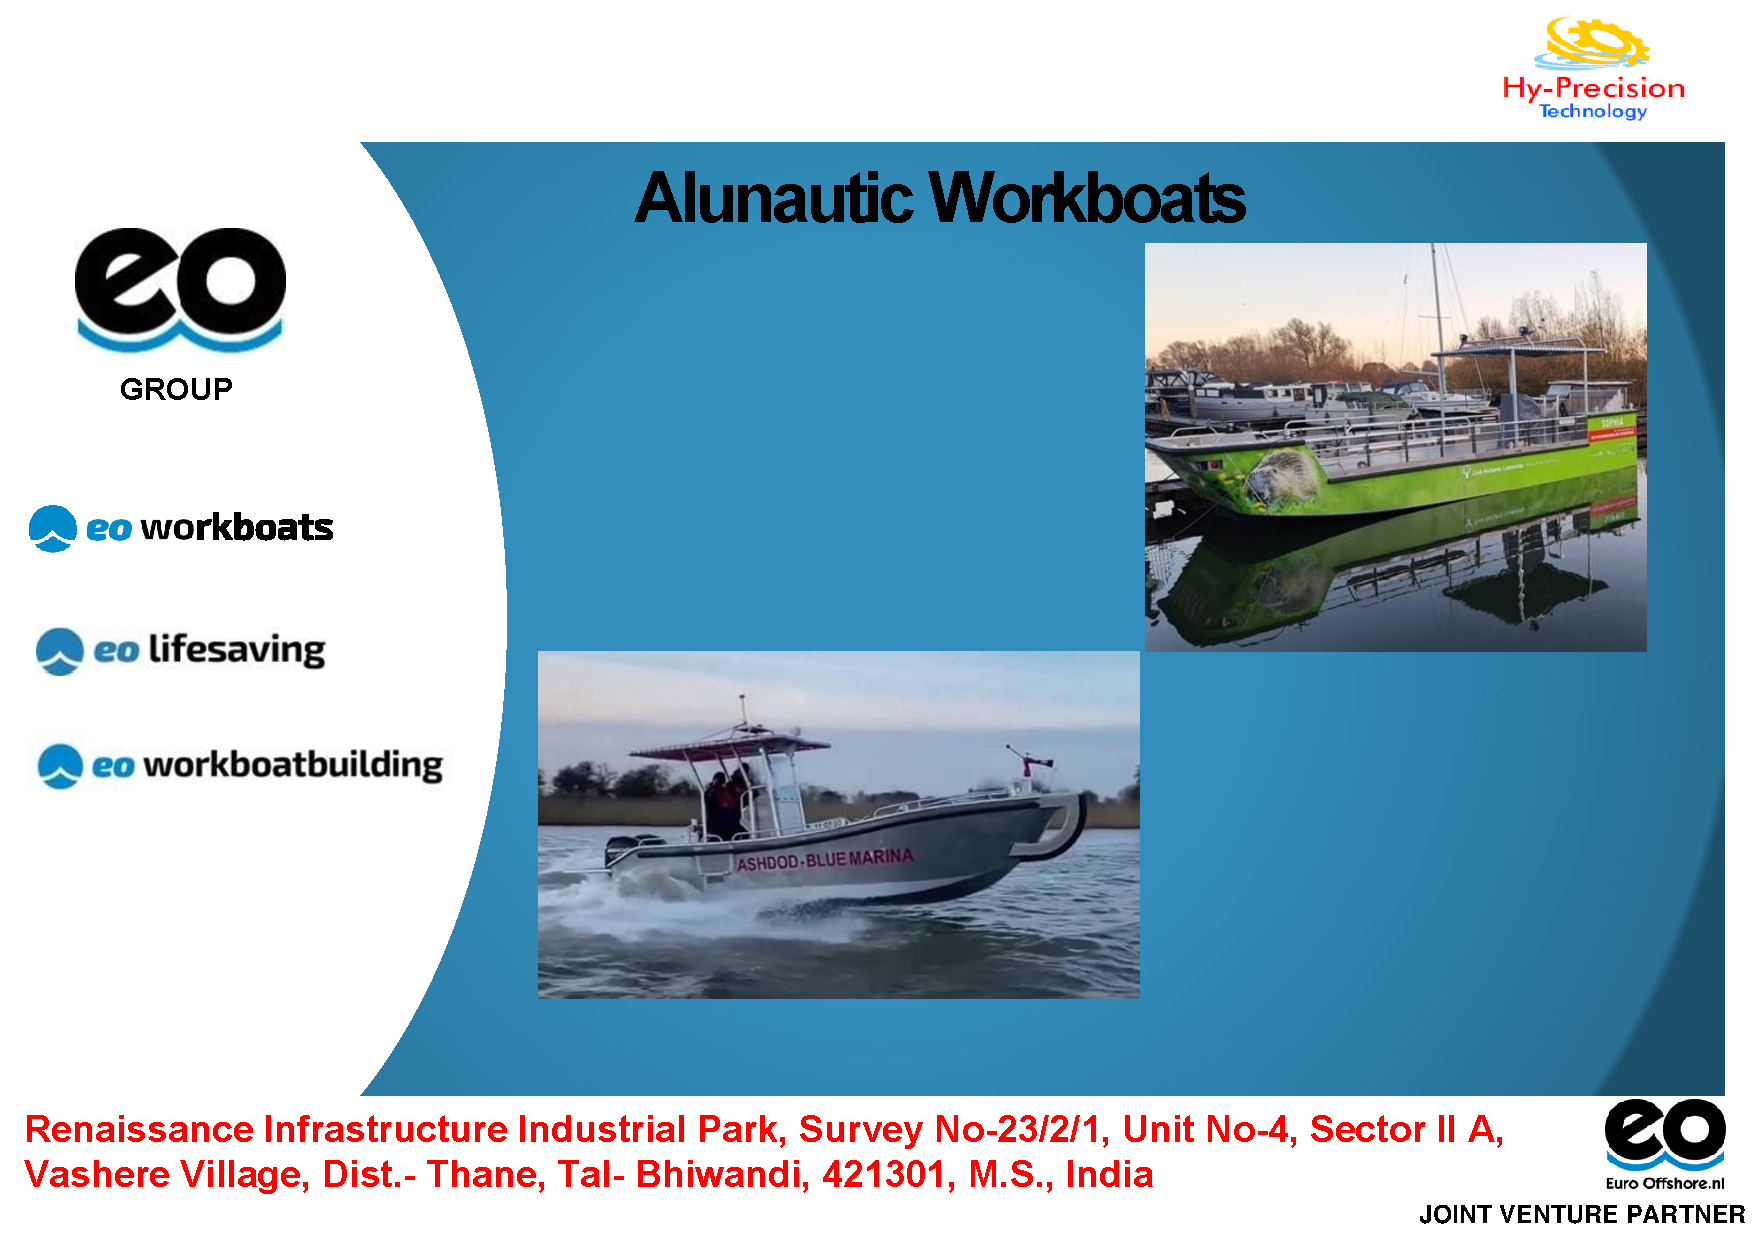 Hy-Precision
Technology
Alunautic Workboats
eo
GROUP
eo workboats
eo lifesaving
eo workboatbuilding
SOPHIA
ASHDOD-BLUE MARINA
Renaissance Infrastructure Industrial Park, Survey No-23/2/1, Unit No-4, Sector II A,
Vashere Village, Dist.- Thane, Tal- Bhiwandi, 421301, M.S., India
eo
Euro Offshore.nl
JOINT VENTURE PARTNER